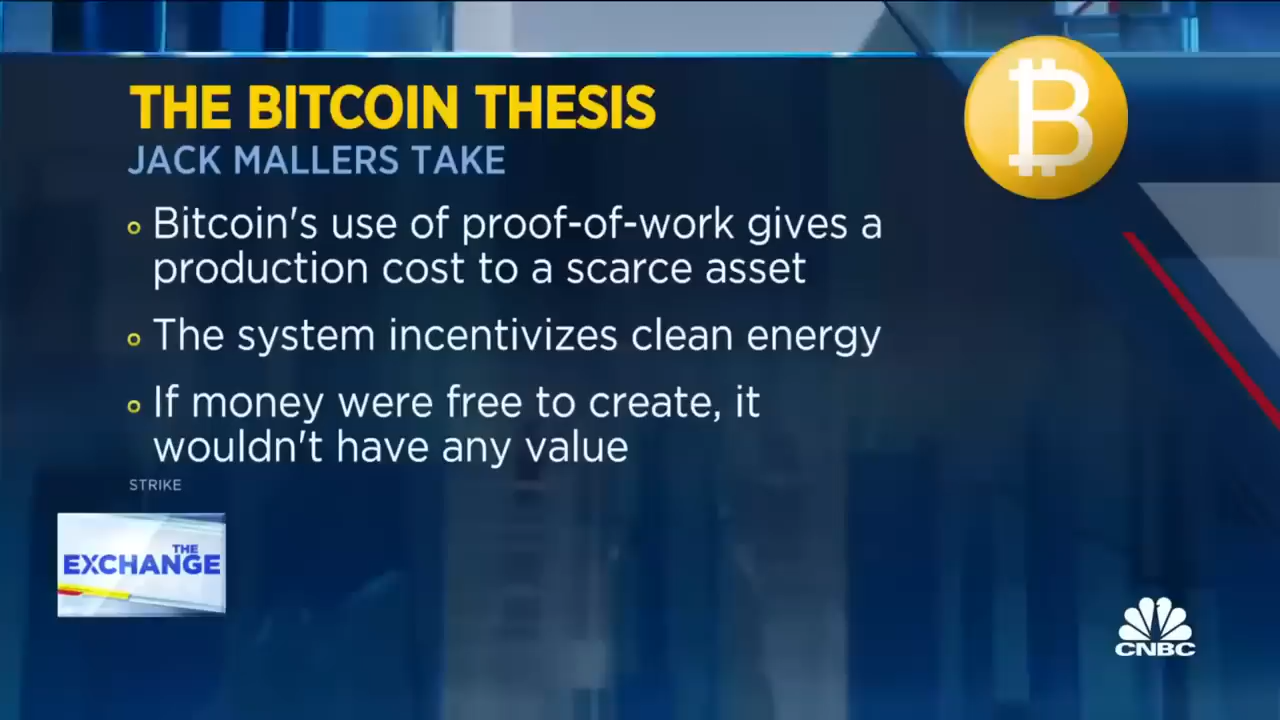 THE BITCOIN THESIS
JACK MALLERS TAKE
Bitcoin's use of proof-of-work gives a
production cost to a scarce asset
The system incentivizes clean energy
If money were free to create, it
wouldn't have any value
STRIKE
THE
EXCHANGE
CNBC